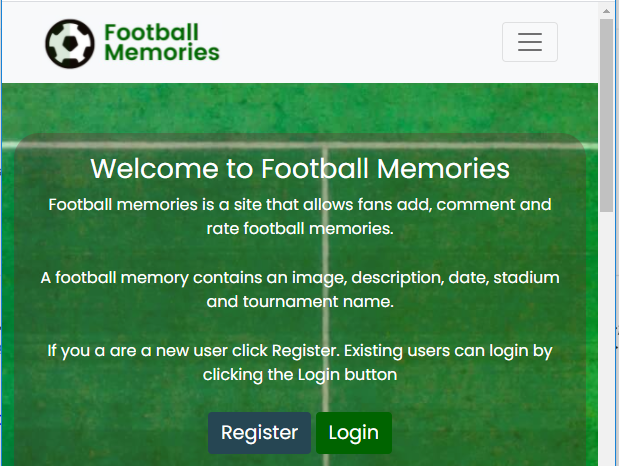 Football
Memories
Welcome to Football Memories
Football memories is a site that allows fans add, comment and
rate football memories.
A football memory contains an image, description, date, stadium
and tournament name.
If you a are a new user click Register. Existing users can login by
clicking the Login button
Register Login